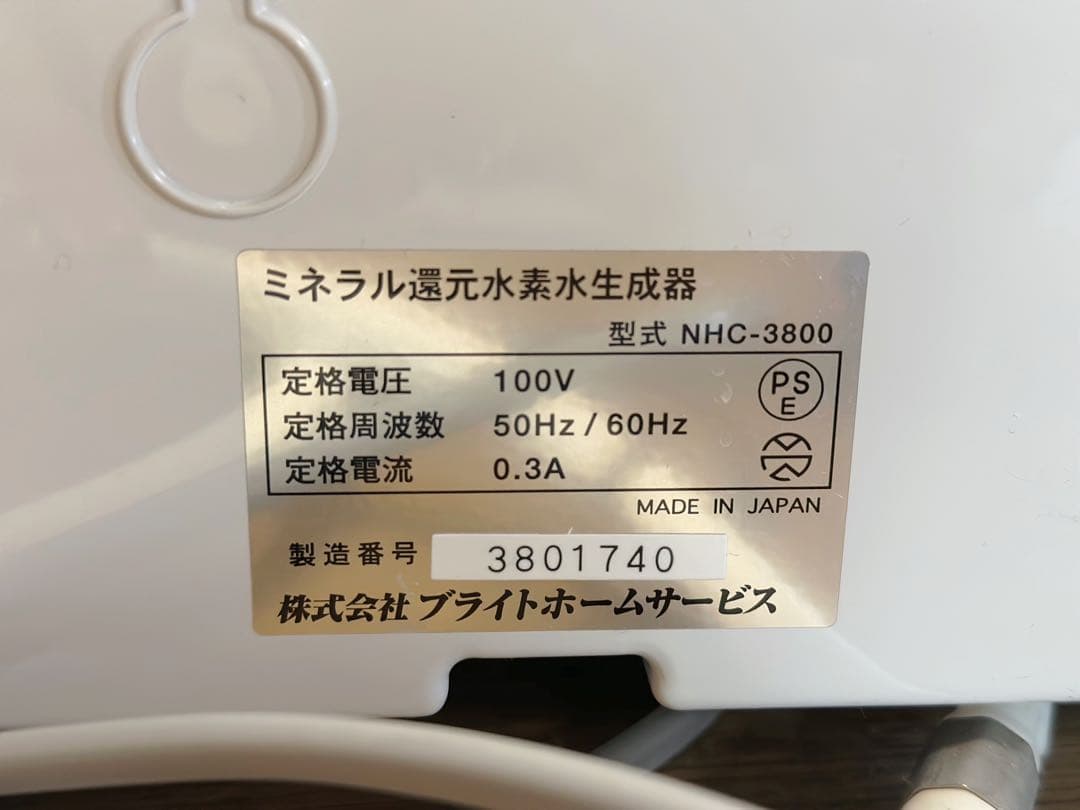 ミネラル還元水素水生成器
型式 NHC-3800
定格電圧 100V
定格周波数 50Hz / 60Hz
定格電流 0.3A
PS
E
MADE IN JAPAN
製造番号 3801740
株式会社 ブライトホームサービス